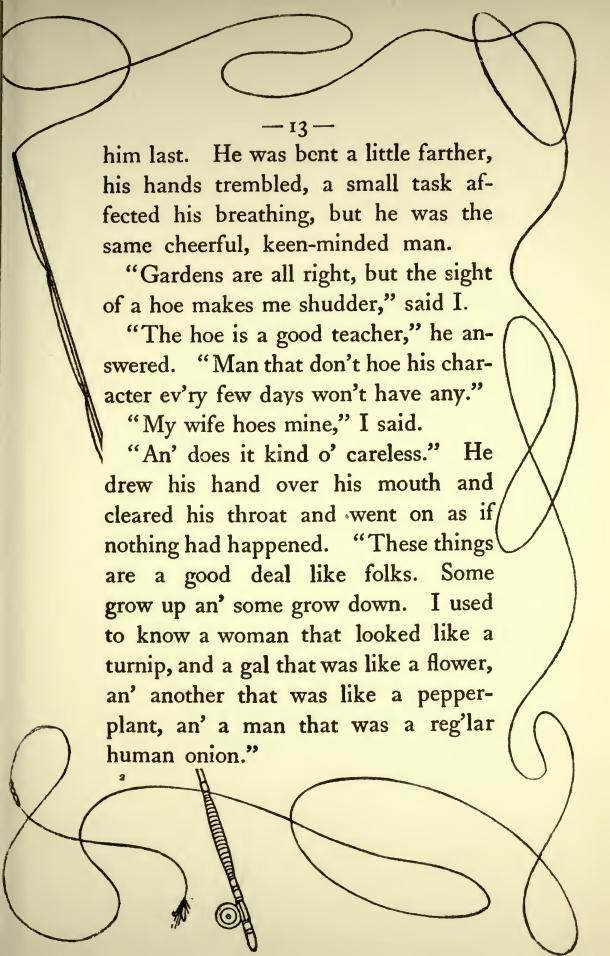 — 13 —
him last. He was bent a little farther,
his hands trembled, a small task af-
fected his breathing, but he was the
same cheerful, keen-minded man.
“Gardens are all right, but the sight
of a hoe makes me shudder,” said I.
“The hoe is a good teacher,” he an-
swered. “Man that don’t hoe his char-
acter ev’ry few days won’t have any.”
“My wife hoes mine,” I said.
“An’ does it kind o’ careless.” He
drew his hand over his mouth and
cleared his throat and went on as if
nothing had happened. “These things
are a good deal like folks. Some
grow up an’ some grow down. I used
to know a woman that looked like a
turnip, and a gal that was like a flower,
an’ another that was like a pepper-
plant, an’ a man that was a reg’lar
human onion.”
2